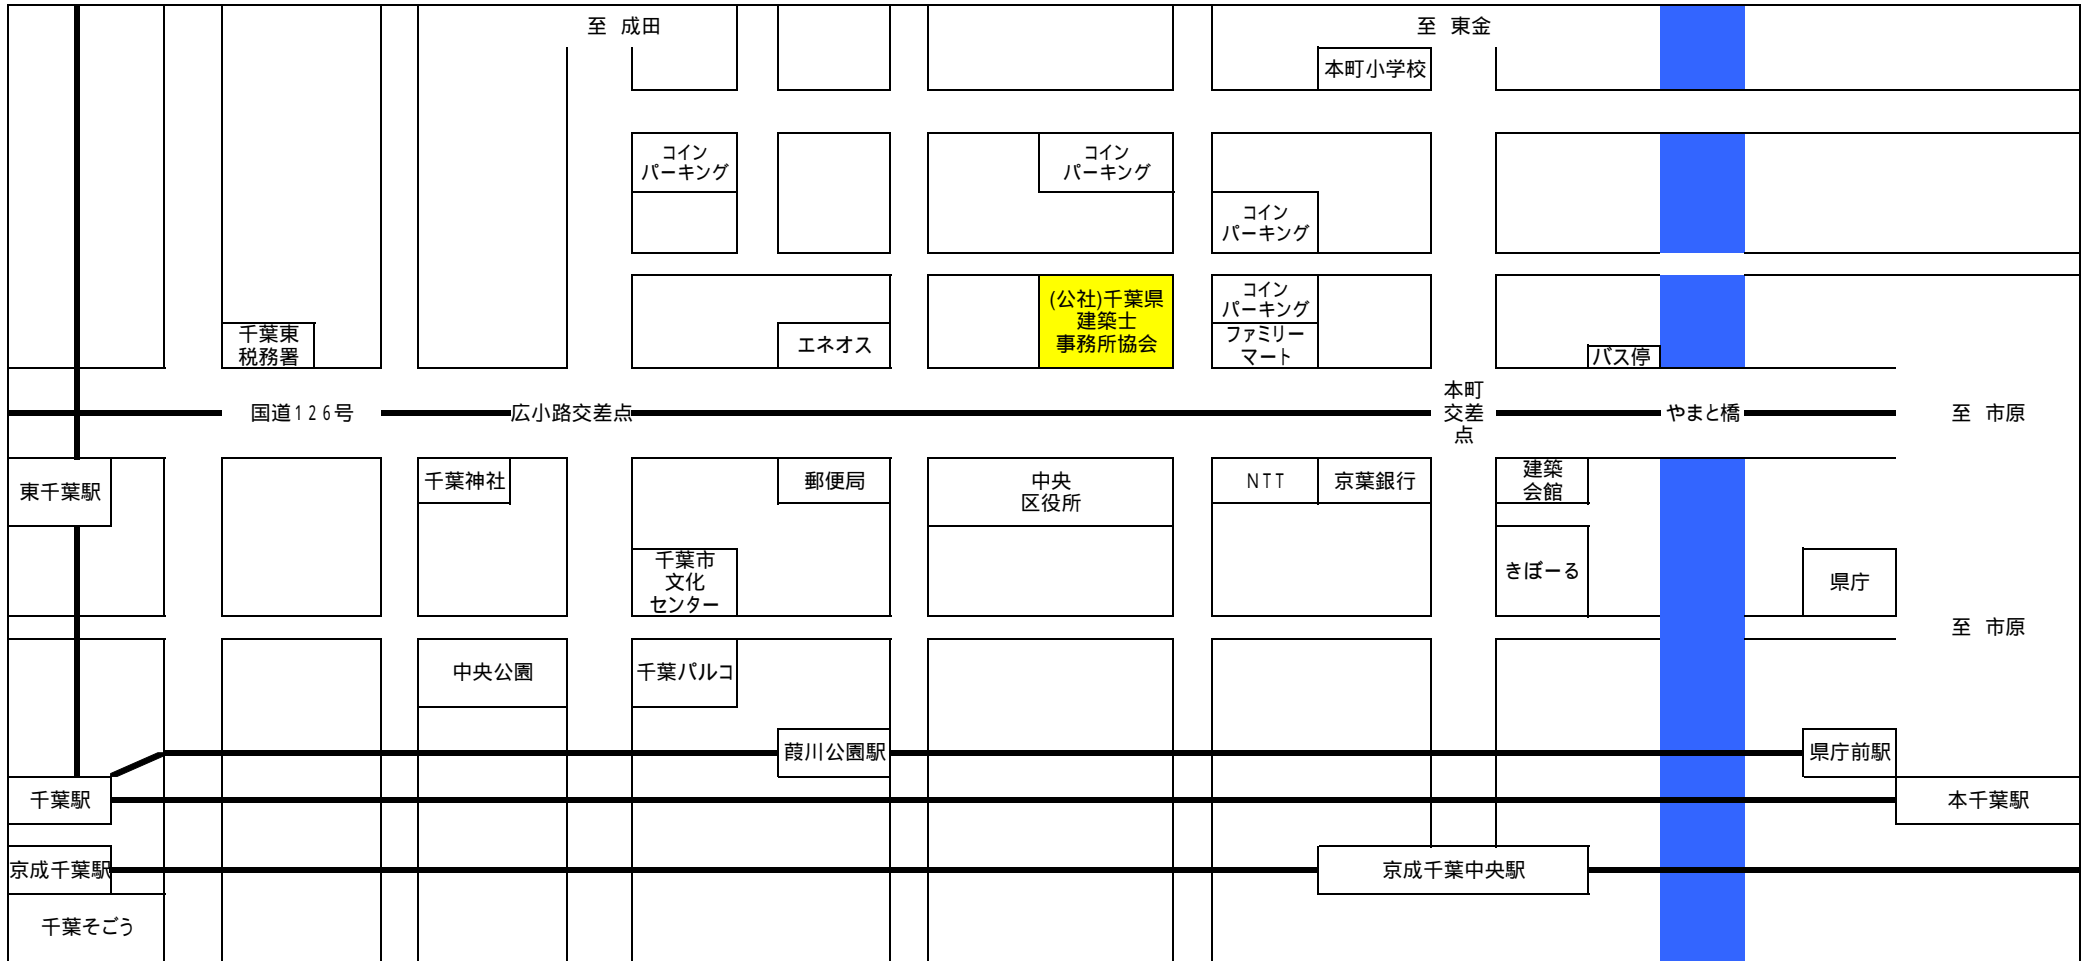 至 成田
至 東金
本町小学校
コイン
パーキング
コイン
パーキング
コイン
パーキング
(公社)千葉県
建築士
事務所協会
コイン
パーキング
千葉東
税務署
エネオス
ファミリー
マート
バス停
国道126号
広小路交差点
本町
交差
点
やまと橋
至 市原
東千葉駅
千葉神社
郵便局
中央
区役所
NTT
京葉銀行
建築
会館
千葉市
文化
センター
きぼーる
県庁
至 市原
中央公園
千葉パルコ
葭川公園駅
県庁前駅
千葉駅
本千葉駅
京成千葉駅
京成千葉中央駅
千葉そごう